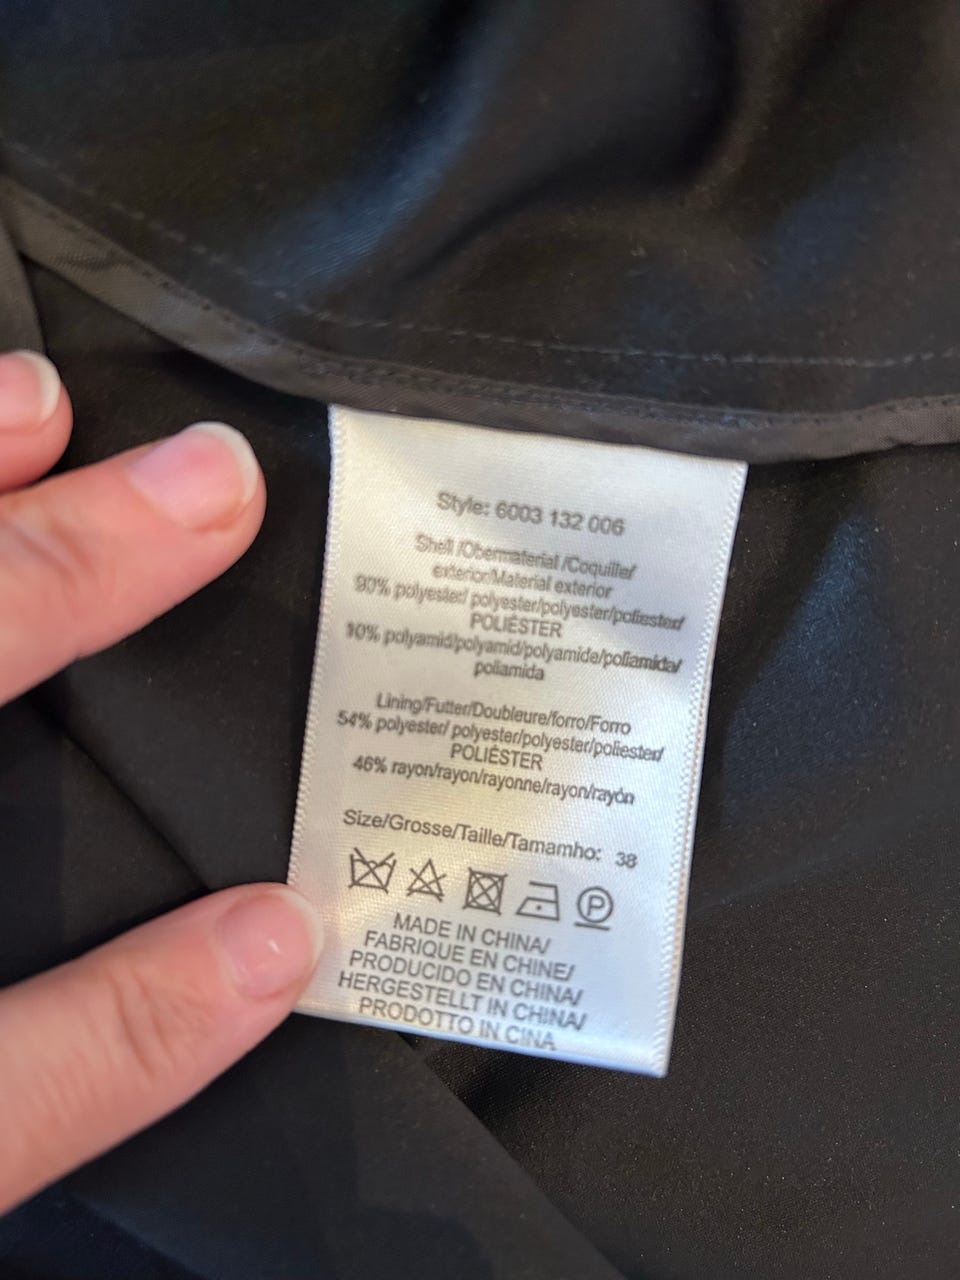 Style: 6003 132 006
Shell /Obermaterial /Coquille/
exterior/Material exterior
90% polyester/ polyester/polyester/poliester/
POLIÉSTER
10% polyamid/polyamid/polyamide/poliamida/
poliamida
Lining/Futter/Doubleure/forro/Forro
54% polyester/ polyester/polyester/poliester/
POLIÉSTER
46% rayon/rayon/rayonne/rayon/rayón
Size/Grosse/Taille/Tamamho: 38
P
MADE IN CHINA/
FABRIQUE EN CHINE/
PRODUCIDO EN CHINA/
HERGESTELLT IN CHINA/
PRODOTTO IN CINA